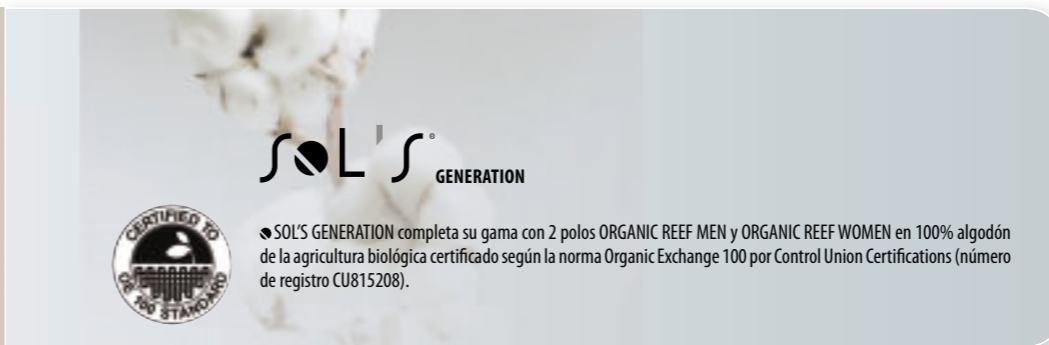 SOL'S®
GENERATION
SOL'S GENERATION completa su gama con 2 polos ORGANIC REEF MEN y ORGANIC REEF WOMEN en 100% algodón
de la agricultura biológica certificado según la norma Organic Exchange 100 por Control Union Certifications (número
de registro CU815208).
CERTIFIED TO
OE 100 STANDARD